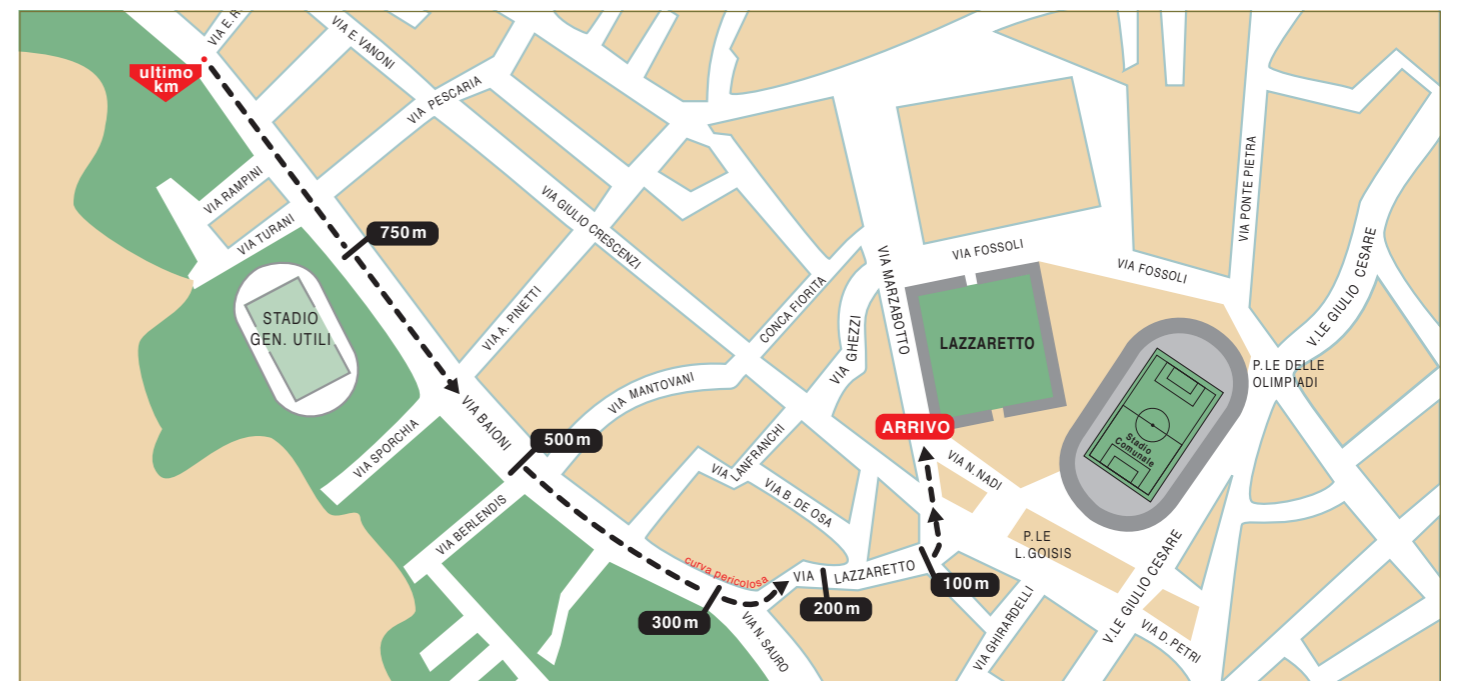 VIA E. R
VIA E. VANONI
ultimo
km
VIA PESCARIA
VIA RAMPINI
VIA TURANI
750 m
VIA GIULIO CRESCENZI
VIA PONTE PIETRA
VIA FOSSOLI
VIA FOSSOLI
V.LE GIULIO CESARE
VIA MARZABOTTO
CONCA FIORITA
VIA GHEZZI
VIA A. PINETTI
STADIO
GEN. UTILI
LAZZARETTO
P.LE DELLE
OLIMPIADI
VIA MANTOVANI
VIA BAIONI
500 m
ARRIVO
Stadio
Comunale
VIA SPORCHIA
VIA LANFRANCHI
VIA N. NADI
VIA B. DE OSA
VIA BERLENDIS
P.LE
L. GOISIS
curva pericolosa
VIA LAZZARETTO
100 m
200 m
300 m
VIA N. SAURO
VIA GHIRARDELLI
V.LE GIULIO CESARE
VIA D. PETRI